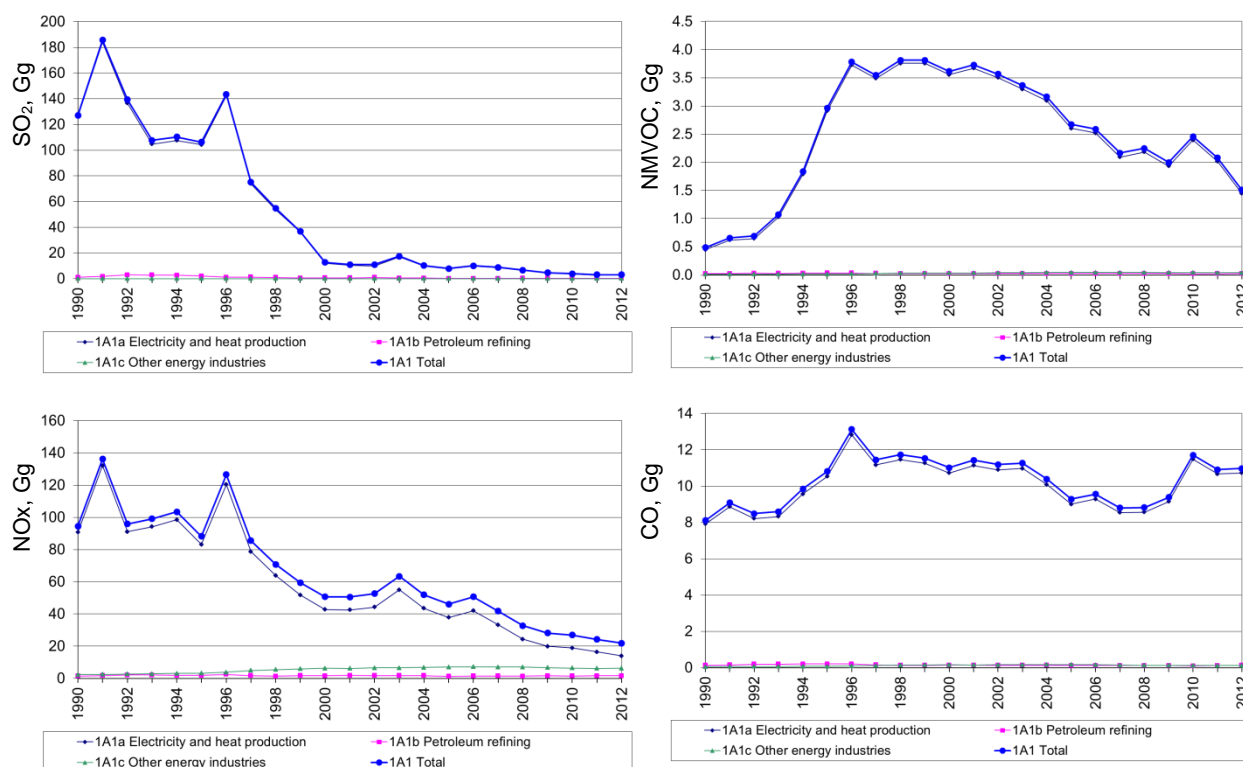 SO2, Gg
200
180
160
140
120
100
80
60
40
20
0
1990 1992 1994 1996 1998 2000 2002 2004 2006 2008 2010 2012
1A1a Electricity and heat production 1A1b Petroleum refining
1A1c Other energy industries 1A1 Total
NMVOC, Gg
4.5
4.0
3.5
3.0
2.5
2.0
1.5
1.0
0.5
0.0
1990 1992 1994 1996 1998 2000 2002 2004 2006 2008 2010 2012
1A1a Electricity and heat production 1A1b Petroleum refining
1A1c Other energy industries 1A1 Total
NOx, Gg
160
140
120
100
80
60
40
20
0
1990 1992 1994 1996 1998 2000 2002 2004 2006 2008 2010 2012
1A1a Electricity and heat production 1A1b Petroleum refining
1A1c Other energy industries 1A1 Total
CO, Gg
14
12
10
8
6
4
2
0
1990 1992 1994 1996 1998 2000 2002 2004 2006 2008 2010 2012
1A1a Electricity and heat production 1A1b Petroleum refining
1A1c Other energy industries 1A1 Total